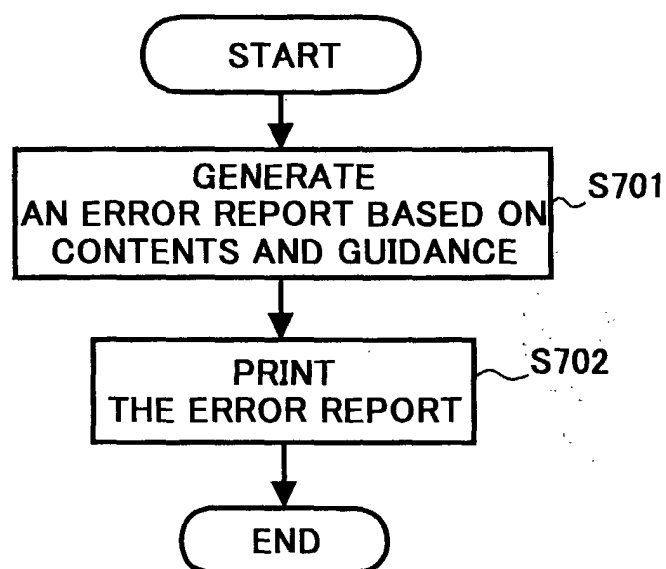 START
GENERATE
AN ERROR REPORT BASED ON
CONTENTS AND GUIDANCE
S701
PRINT
THE ERROR REPORT
S702
END